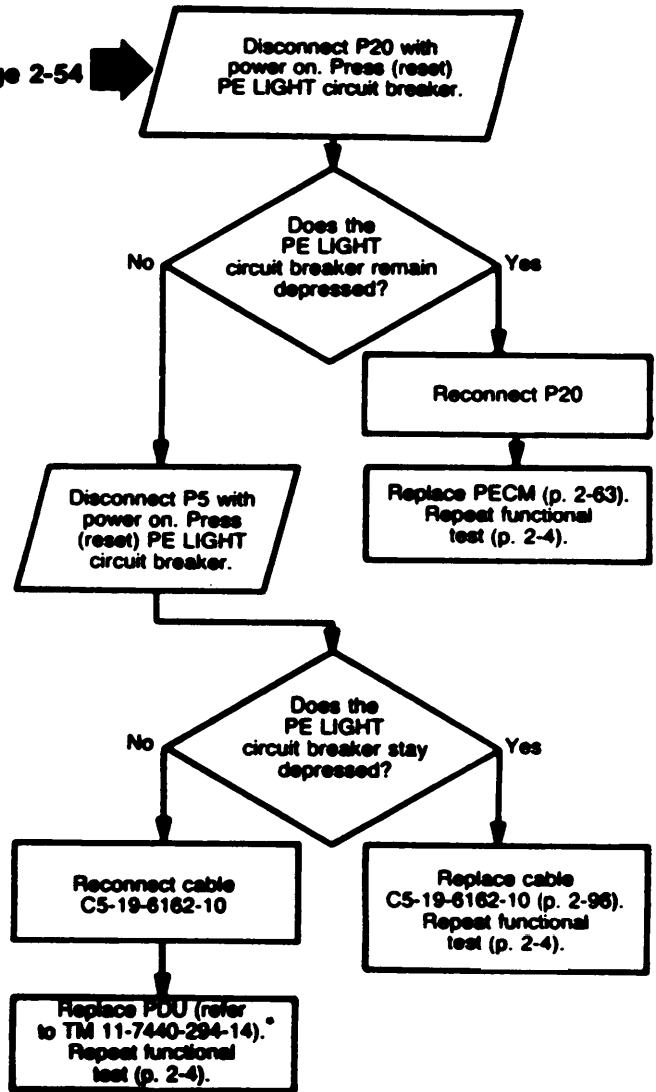 ge 2-54
Disconnect P20 with
power on. Press (reset)
PE LIGHT circuit breaker.
Does the
PE LIGHT
circuit breaker remain
depressed?
No
Yes
Reconnect P20
Replace PECM (p. 2-63).
Repeat functional
test (p. 2-4).
Disconnect P5 with
power on. Press
(reset) PE LIGHT
circuit breaker.
Does the
PE LIGHT
circuit breaker stay
depressed?
No
Yes
Reconnect cable
C5-19-6162-10
Replace cable
C5-19-6162-10 (p. 2-96).
Repeat functional
test (p. 2-4).
Replace PDU (refer
to TM 11-7440-294-14).*
Repeat functional
test (p. 2-4).